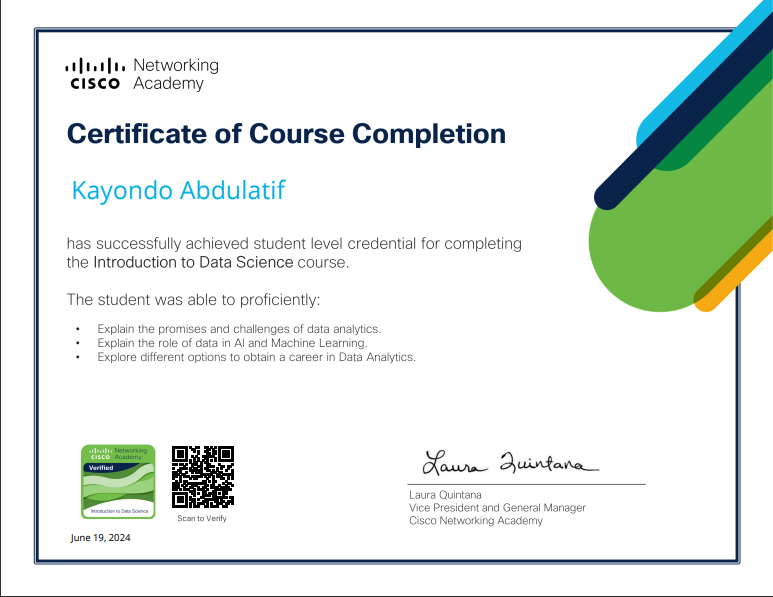 Networking
Academy
CISCO
Certificate of Course Completion
Kayondo Abdulatif
has successfully achieved student level credential for completing
the Introduction to Data Science course.
The student was able to proficiently:
• Explain the promises and challenges of data analytics.
• Explain the role of data in AI and Machine Learning.
• Explore different options to obtain a career in Data Analytics.
Networking
Academy
CISCO
Verified
Introduction to Data Science
Scan to Verify
June 19, 2024
Laura Quintana
Laura Quintana
Vice President and General Manager
Cisco Networking Academy